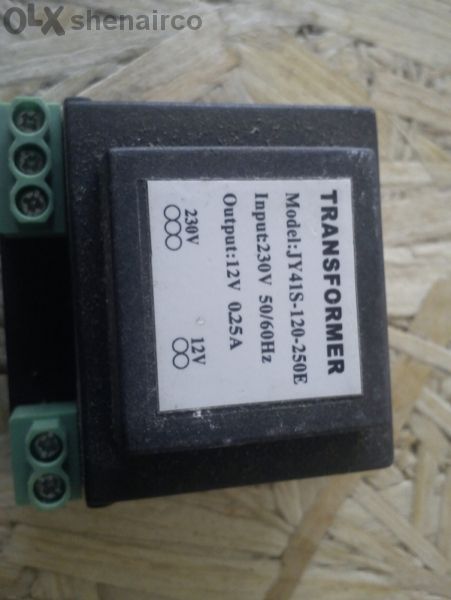 OLX shenairco
TRANSFORMER
Model:JY41S-120-250E
Input:230V 50/60Hz
Output:12V 0.25A
230V 12V